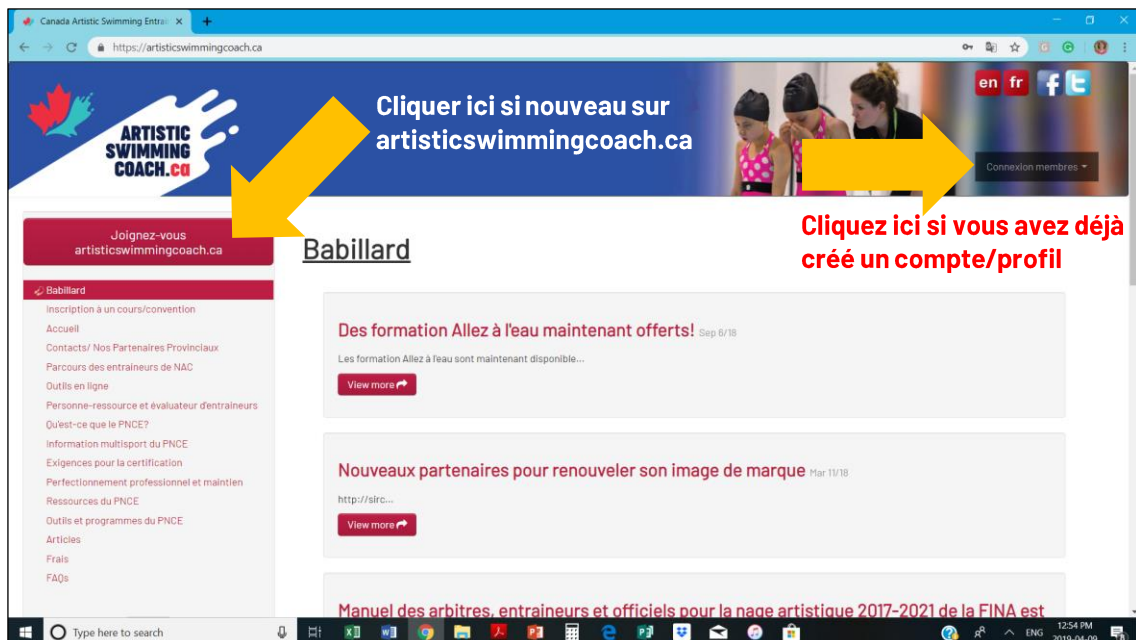 Canada Artistic Swimming Entrai
https://artisticswimmingcoach.ca
ARTISTIC
SWIMMING
COACH.ca
Cliquer ici si nouveau sur
artisticswimmingcoach.ca
en fr
Connexion membres
Cliquez ici si vous avez déjà
créé un compte/profil
Joignez-vous
artisticswimmingcoach.ca
Babillard
Inscription à un cours/convention
Accueil
Contacts/ Nos Partenaires Provinciaux
Parcours des entraineurs de NAC
Outils en ligne
Personne-ressource et évaluateur d'entraineurs
Qu'est-ce que le PNCE?
Information multisport du PNCE
Exigences pour la certification
Perfectionnement professionnel et maintien
Ressources du PNCE
Outils et programmes du PNCE
Articles
Frais
FAQs
Babillard
Des formation Allez à l'eau maintenant offerts! Sep 6/18
Les formation Allez à l'eau sont maintenant disponible...
View more
Nouveaux partenaires pour renouveler son image de marque Mar 11/18
http://sirc...
View more
Manuel des arbitres, entraineurs et officiels pour la nage artistique 2017-2021 de la FINA est
Type here to search
ENG
12:54 PM
2019-04-09